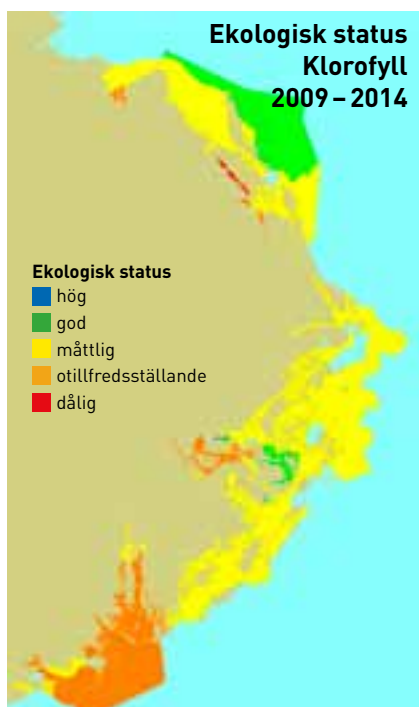 Ekologisk status
Klorofyll
2009 – 2014
Ekologisk status
hög
god
måttlig
otillfredsställande
dålig